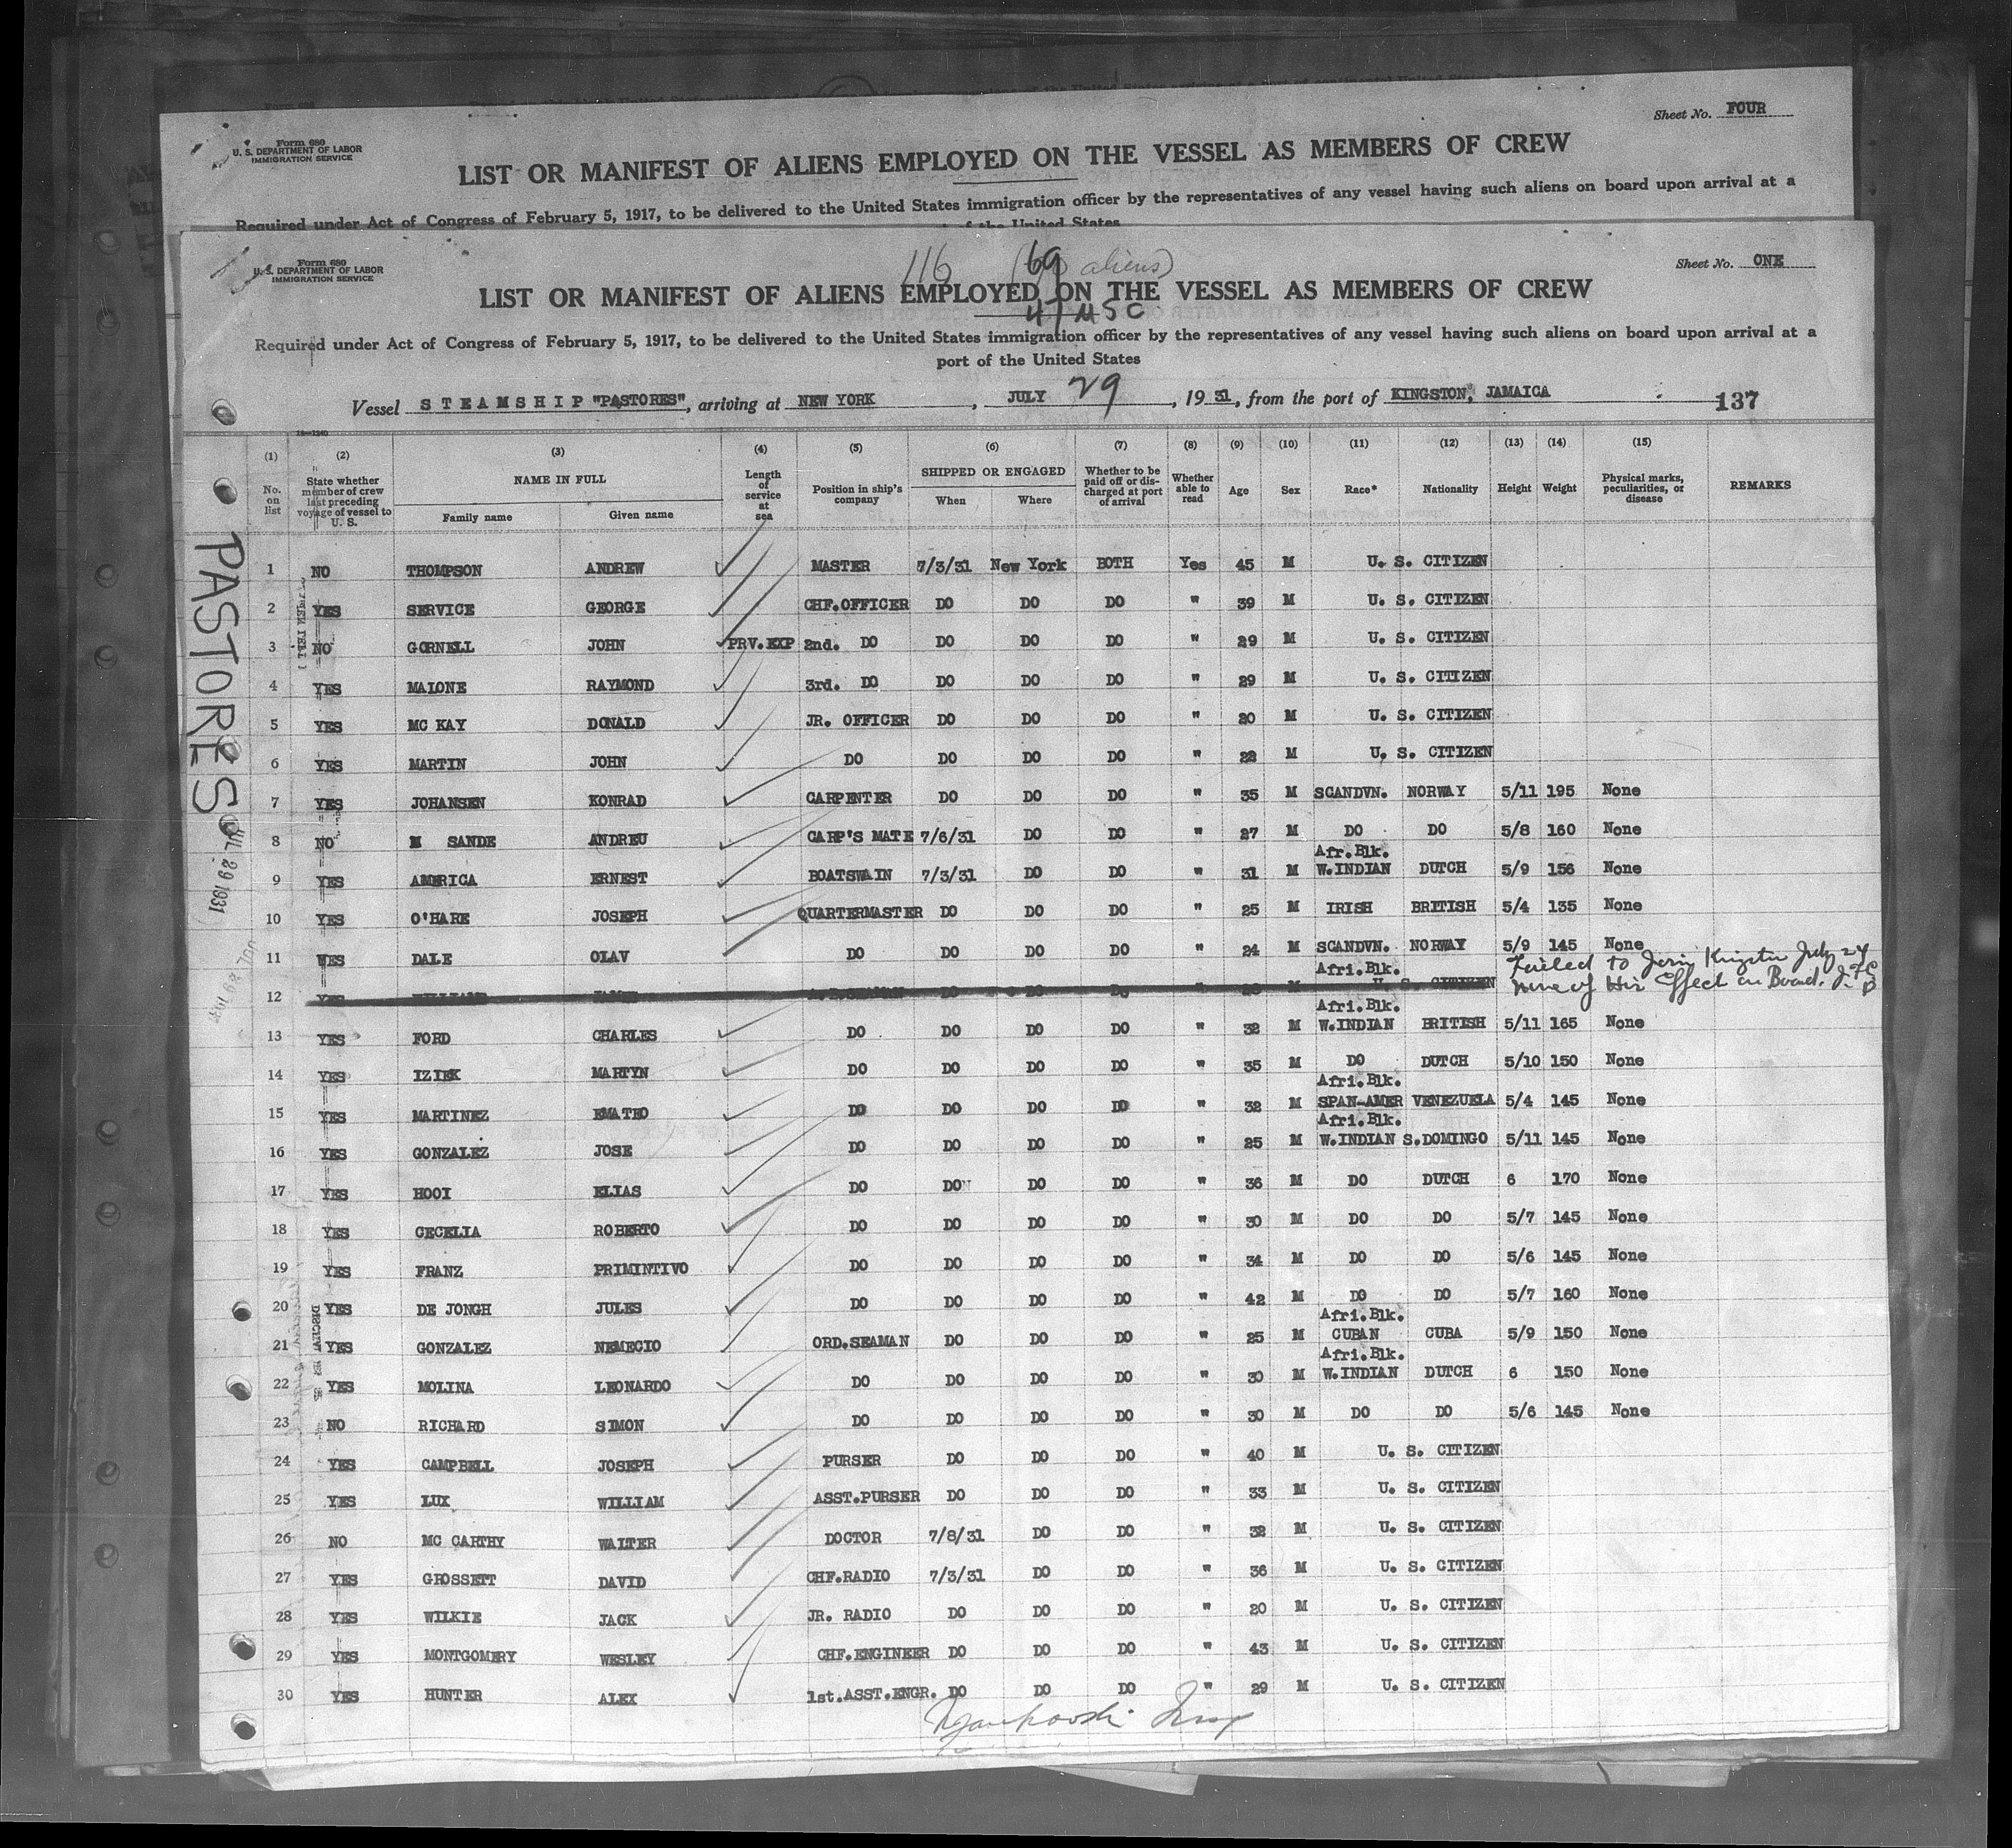 Sheet No. FOUR
Form 680
U. S. DEPARTMENT OF LABOR
IMMIGRATION SERVICE
LIST OR MANIFEST OF ALIENS EMPLOYED ON THE VESSEL AS MEMBERS OF CREW
Required under Act of Congress of February 5, 1917, to be delivered to the United States immigration officer by the representatives of any vessel having such aliens on board upon arrival at a
of the United States
Form 680
U. S. DEPARTMENT OF LABOR
IMMIGRATION SERVICE
116 (69 aliens)
Sheet No. ONE
LIST OR MANIFEST OF ALIENS EMPLOYED ON THE VESSEL AS MEMBERS OF CREW
Required under Act of Congress of February 5, 1917, to be delivered to the United States immigration officer by the representatives of any vessel having such aliens on board upon arrival at a
port of the United States
Vessel STEAMSHIP "PASTORES", arriving at NEW YORK, JULY 29, 1931, from the port of KINGSTON, JAMAICA 137
(1) (2) (3) (4) (5) (6) (7) (8) (9) (10) (11) (12) (13) (14) (15)
No. on list | State whether member of crew last preceding voyage of vessel to U. S. | NAME IN FULL | Family name | Given name | Length of service at sea | Position in ship's company | SHIPPED OR ENGAGED | When | Where | Whether to be paid off or discharged at port of arrival | Whether able to read | Age | Sex | Race* | Nationality | Height | Weight | Physical marks, peculiarities, or disease | REMARKS
1 NO THOMPSON ANDREW MASTER 7/3/31 New York BOTH Yes 45 M U. S. CITIZEN
2 YES SERVICE GEORGE CHF.OFFICER DO DO DO " 39 M U. S. CITIZEN
3 NO GORNELL JOHN PRV.EXP 2nd. DO DO DO DO " 29 M U. S. CITIZEN
4 YES MALONE RAYMOND 3rd. DO DO DO DO " 29 M U. S. CITIZEN
5 YES MC KAY DONALD JR. OFFICER DO DO DO " 20 M U. S. CITIZEN
6 YES MARTIN JOHN DO DO DO DO " 22 M U. S. CITIZEN
7 YES JOHANSEN KONRAD CARPENTER DO DO DO " 35 M SCANDVN. NORWAY 5/11 195 None
8 NO M SANDE ANDREU CARP'S MATE 7/6/31 DO DO " 27 M DO DO 5/8 160 None
9 YES AMERICA ERNEST BOATSWAIN 7/3/31 DO DO " 31 M Afr.Blk. W.INDIAN DUTCH 5/9 156 None
10 YES O'HARE JOSEPH QUARTERMASTER DO DO DO " 25 M IRISH BRITISH 5/4 135 None
11 YES DALE OLAV DO DO DO DO " 24 M SCANDVN. NORWAY 5/9 145 None
12 YES WILLIAMS JAMES A.B.SEAMAN DO DO DO " M Afri.Blk. U. S. CITIZEN Failed to Join Kingston July 24 None of His Effect on Board.
13 YES FORD CHARLES DO DO DO DO " 32 M Afri.Blk. W.INDIAN BRITISH 5/11 165 None
14 YES IZIEK MARTYN DO DO DO DO " 35 M DO DUTCH 5/10 150 None
15 YES MARTINEZ EMATEO DO DO DO DO " 32 M Afri.Blk. SPAN-AMER VENEZUELA 5/4 145 None
16 YES GONZALEZ JOSE DO DO DO DO " 25 M Afri.Blk. W.INDIAN S.DOMINGO 5/11 145 None
17 YES HOOI ELIAS DO DO DO DO " 36 M DO DUTCH 6 170 None
18 YES CECELIA ROBERTO DO DO DO DO " 30 M DO DO 5/7 145 None
19 YES FRANZ PRIMINTIVO DO DO DO DO " 34 M DO DO 5/6 145 None
20 YES DE JONGH JULES DO DO DO DO " 42 M DO DO 5/7 160 None
21 YES GONZALEZ NEMECIO ORD.SEAMAN DO DO DO " 25 M Afri.Blk. CUBAN CUBA 5/9 150 None
22 YES MOLINA LEONARDO DO DO DO DO " 30 M Afri.Blk. W.INDIAN DUTCH 6 150 None
23 NO RICHARD SIMON DO DO DO DO " 30 M DO DO 5/6 145 None
24 YES CAMPBELL JOSEPH PURSER DO DO DO " 40 M U. S. CITIZEN
25 YES LUX WILLIAM ASST.PURSER DO DO DO " 33 M U. S. CITIZEN
26 NO MC CARTHY WALTER DOCTOR 7/8/31 DO DO " 32 M U. S. CITIZEN
27 YES GROSSETT DAVID CHF.RADIO 7/3/31 DO DO " 36 M U. S. CITIZEN
28 YES WILKIE JACK JR. RADIO DO DO DO " 20 M U. S. CITIZEN
29 YES MONTGOMERY WESLEY CHF.ENGINEER DO DO DO " 43 M U. S. CITIZEN
30 YES HUNTER ALEX 1st.ASST.ENGR. DO DO DO " 29 M U. S. CITIZEN
PASTORES
JUL 29 1931